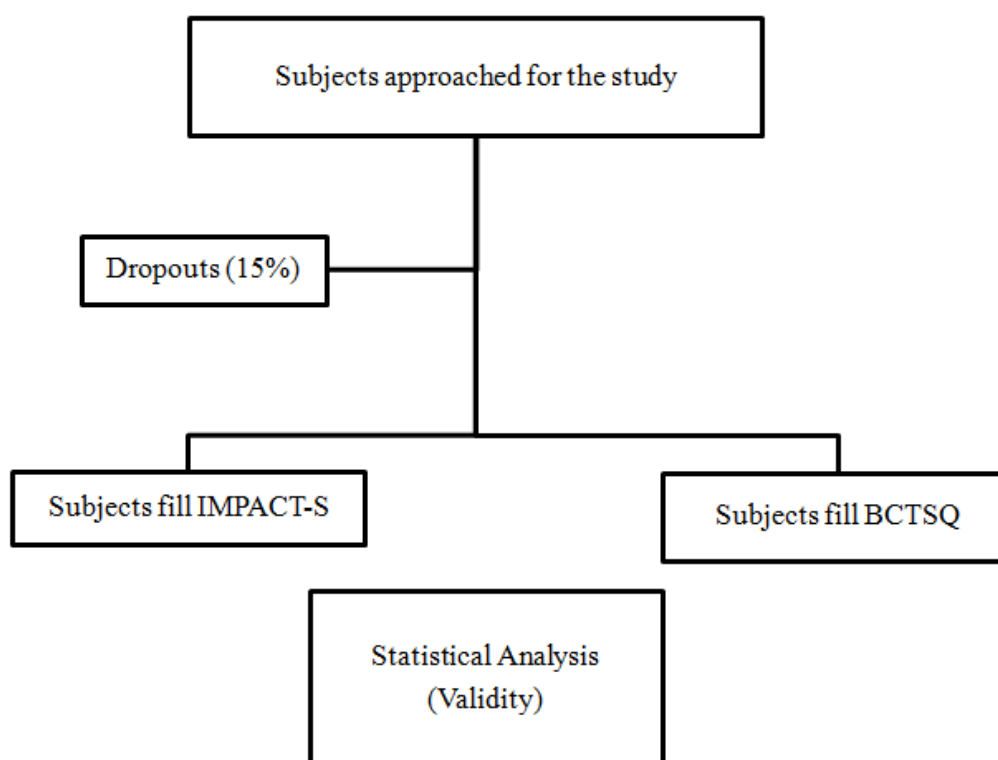 Subjects approached for the study
Dropouts (15%)
Subjects fill IMPACT-S
Subjects fill BCTSQ
Statistical Analysis
(Validity)